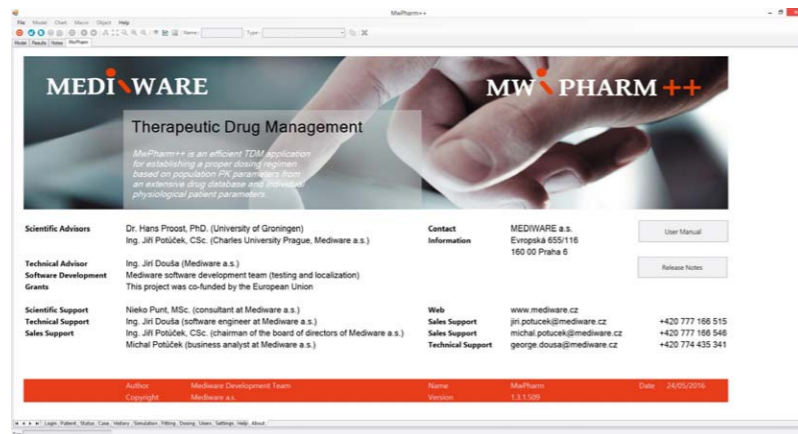 MwPharm++
File Model Chart Macro Object Help
Name: Type:
Model Results Notes MwPharm
MEDIWARE
MW PHARM ++
Therapeutic Drug Management
MwPharm++ is an efficient TDM application
for establishing a proper dosing regimen
based on population PK parameters from
an extensive drug database and individual
physiological patient parameters.
Scientific Advisors Dr. Hans Proost, PhD. (University of Groningen) Contact MEDIWARE a.s. User Manual
Ing. Jiří Potůček, CSc. (Charles University Prague, Mediware a.s.) Information Evropská 655/116
160 00 Praha 6
Technical Advisor Ing. Jirí Douša (Mediware a.s.) Release Notes
Software Development Mediware software development team (testing and localization)
Grants This project was co-funded by the European Union
Scientific Support Nieko Punt, MSc. (consultant at Mediware a.s.) Web www.mediware.cz
Technical Support Ing. Jirí Douša (software engineer at Mediware a.s.) Sales Support jiri.potucek@mediware.cz +420 777 166 515
Sales Support Ing. Jiří Potůček, CSc. (chairman of the board of directors of Mediware a.s.) Sales Support michal.potucek@mediware.cz +420 777 166 546
Michal Potůček (business analyst at Mediware a.s.) Technical Support george.dousa@mediware.cz +420 774 435 341
Author Mediware Development Team Name MwPharm Date 24/05/2016
Copyright Mediware a.s. Version 1.3.1.509
Login Patient Status Case History Simulation Fitting Dosing Users Settings Help About